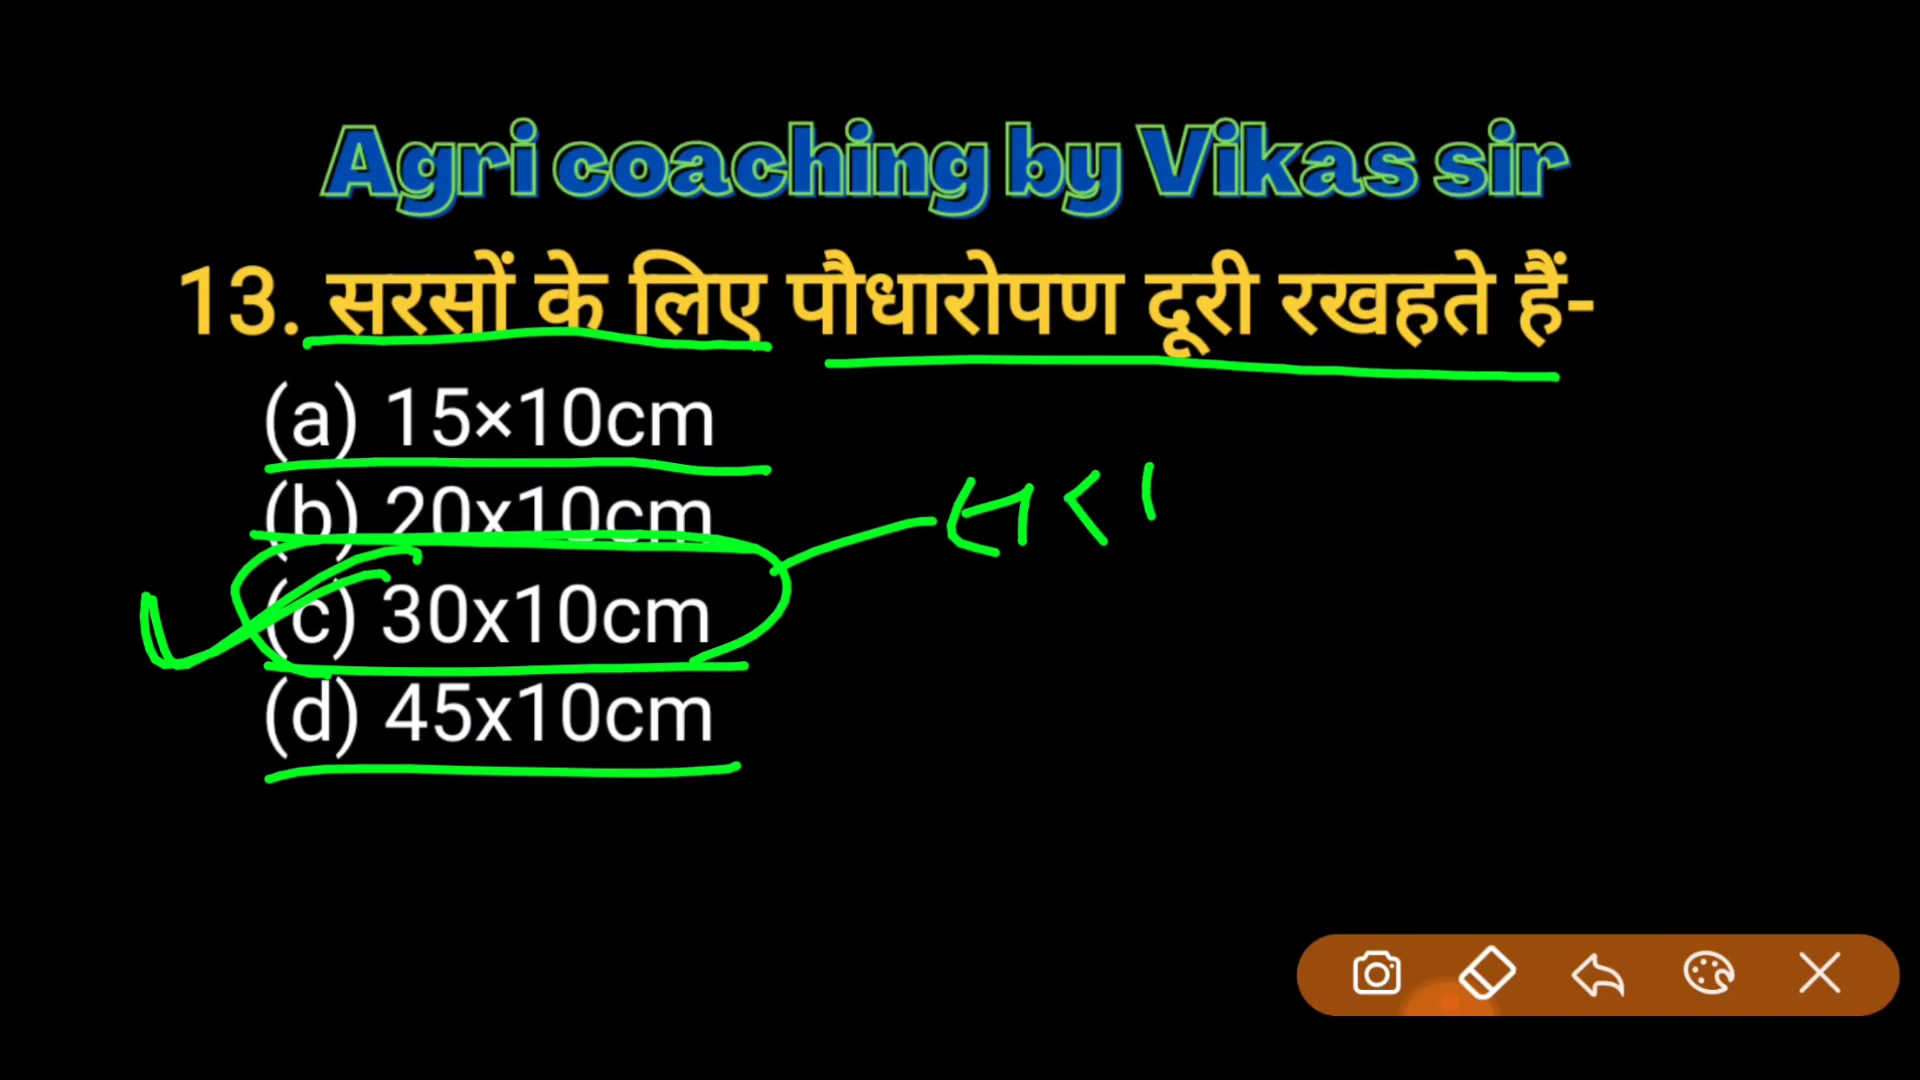 Agri coaching by Vikas sir
13. सरसों के लिए पौधारोपण दूरी रखहते हैं-
(a) 15×10cm
(b) 20x10cm
(c) 30x10cm
(d) 45x10cm